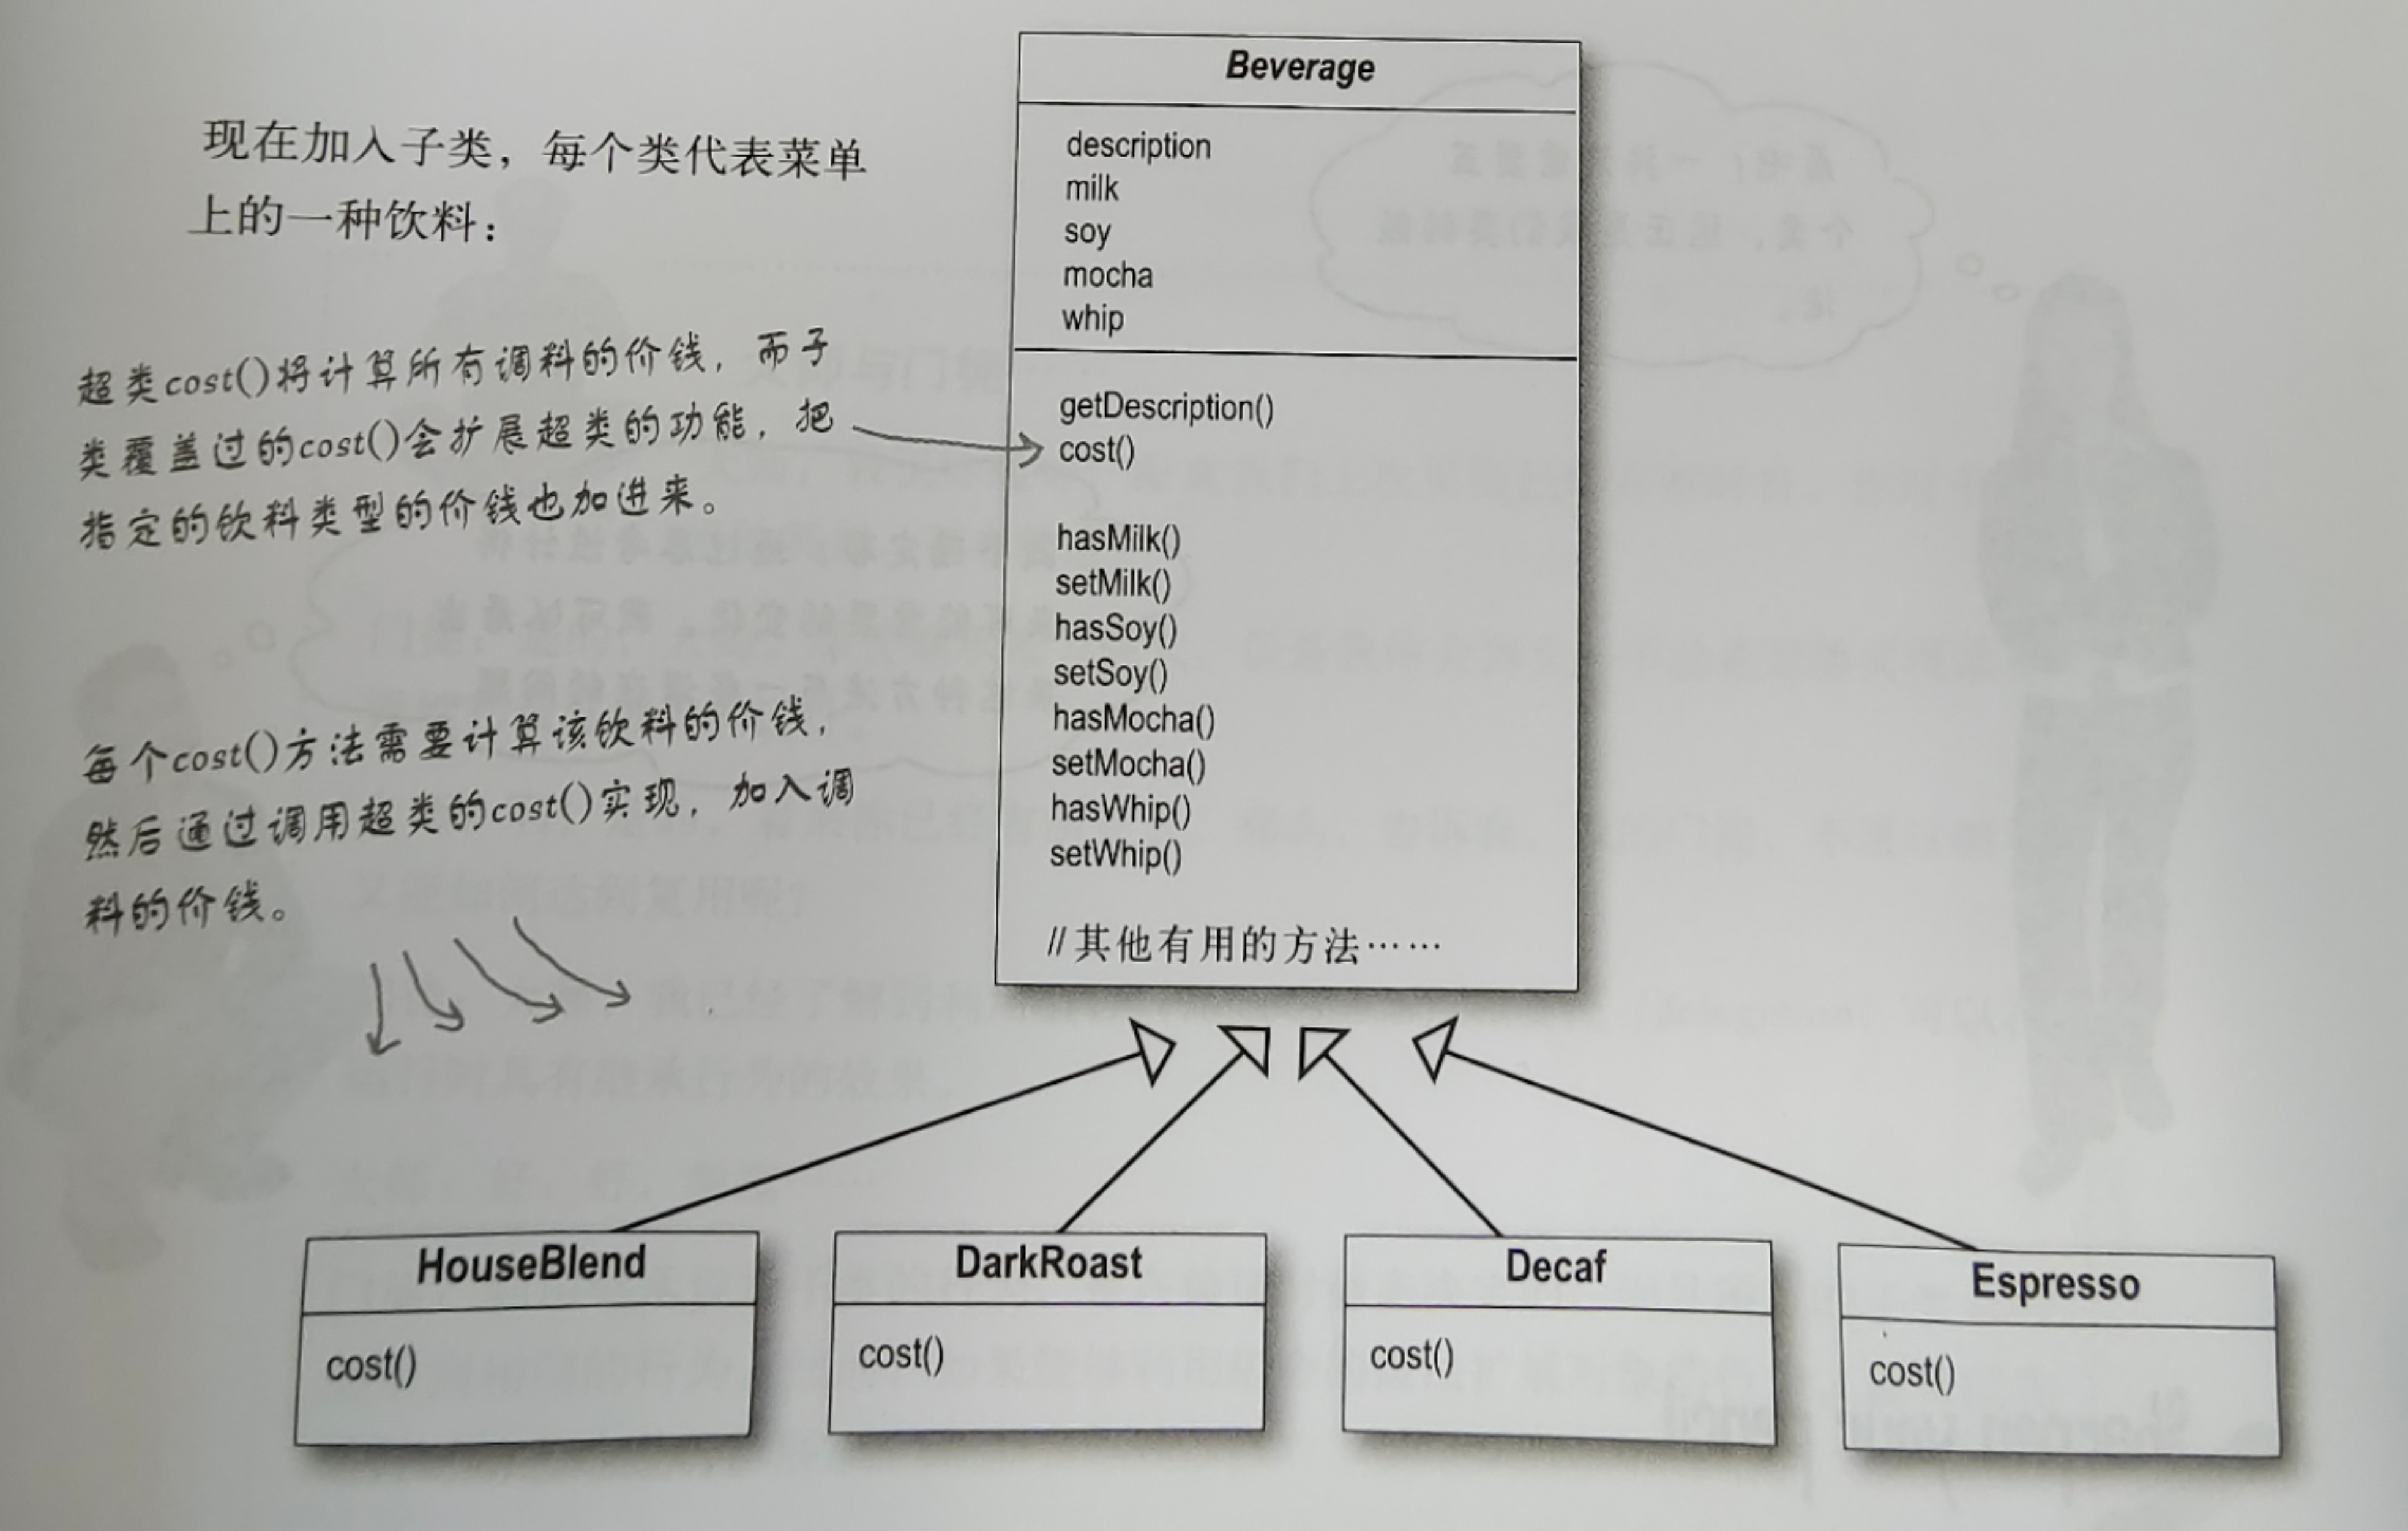 现在加入子类，每个类代表菜单
上的一种饮料：
超类cost()将计算所有调料的价钱，而子
类覆盖过的cost()会扩展超类的功能，把
指定的饮料类型的价钱也加进来。
每个cost()方法需要计算该饮料的价钱，
然后通过调用超类的cost()实现，加入调
料的价钱。
Beverage
description
milk
soy
mocha
whip
getDescription()
cost()
hasMilk()
setMilk()
hasSoy()
setSoy()
hasMocha()
setMocha()
hasWhip()
setWhip()
//其他有用的方法……
HouseBlend
cost()
DarkRoast
cost()
Decaf
cost()
Espresso
cost()